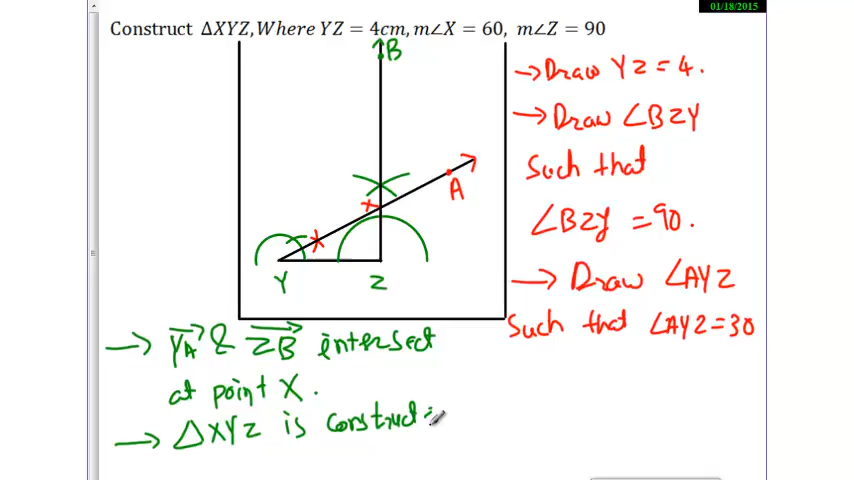 01/18/2015
Construct ΔXYZ, Where YZ = 4cm, m∠X = 60, m∠Z = 90
B
A
X
Y
Z
→ Draw YZ = 4.
→ Draw ∠BZY
Such that
∠BZY = 90.
→ Draw ∠AYZ
Such that ∠AYZ = 30
→ YA & ZB intersect
at point X.
→ ΔXYZ is construct